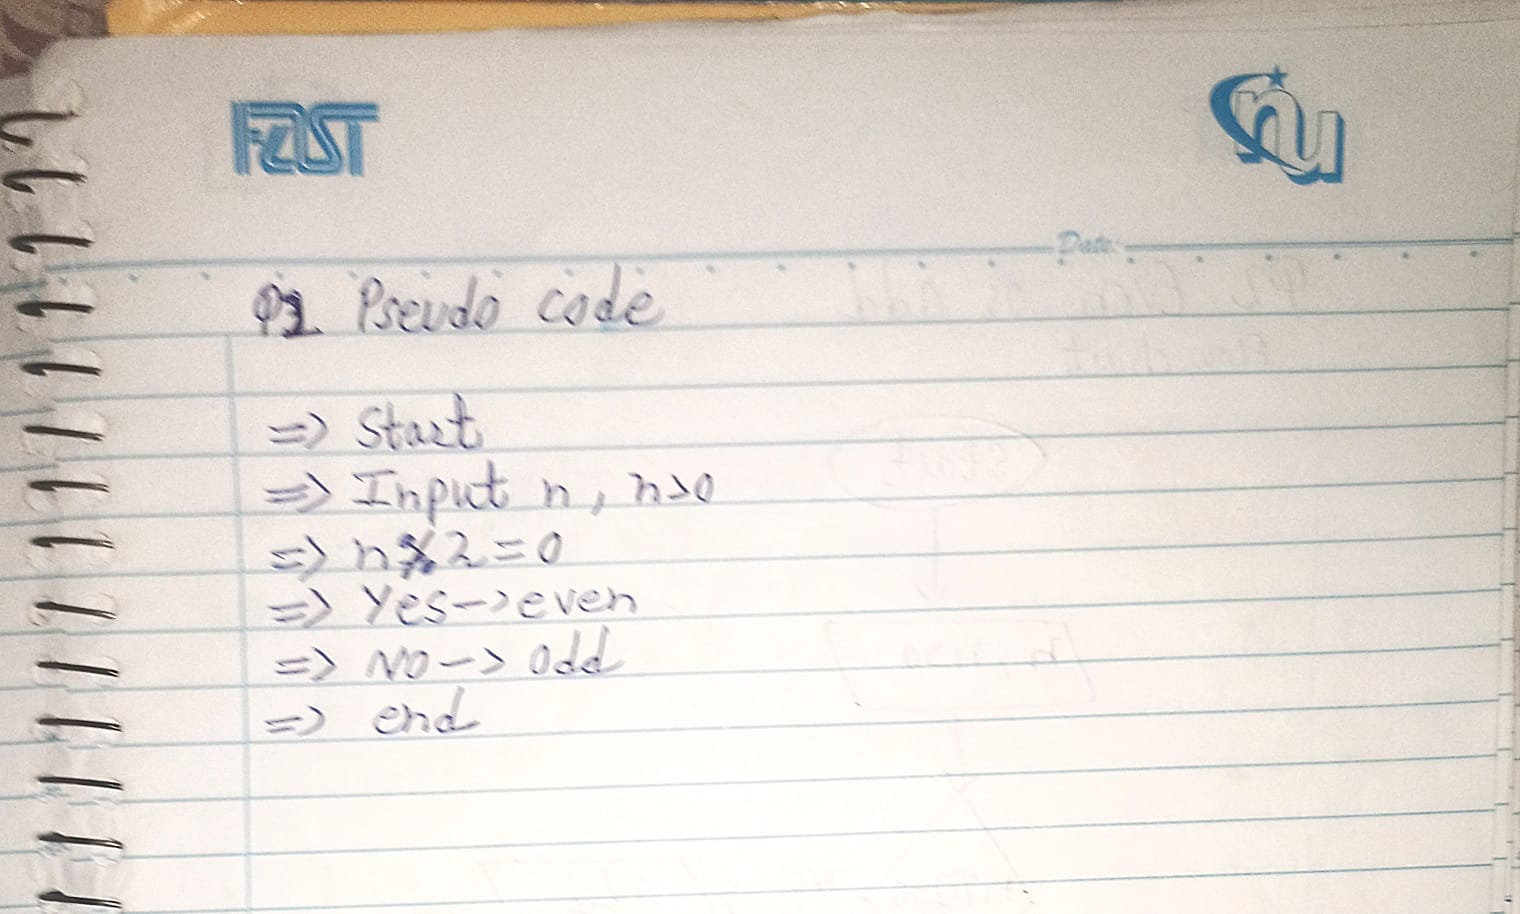 FAST
nu
Date:
Q1 Pseudo code
=> Start
=> Input n, n>0
=> n%2=0
=> Yes->even
=> No-> odd
=> end